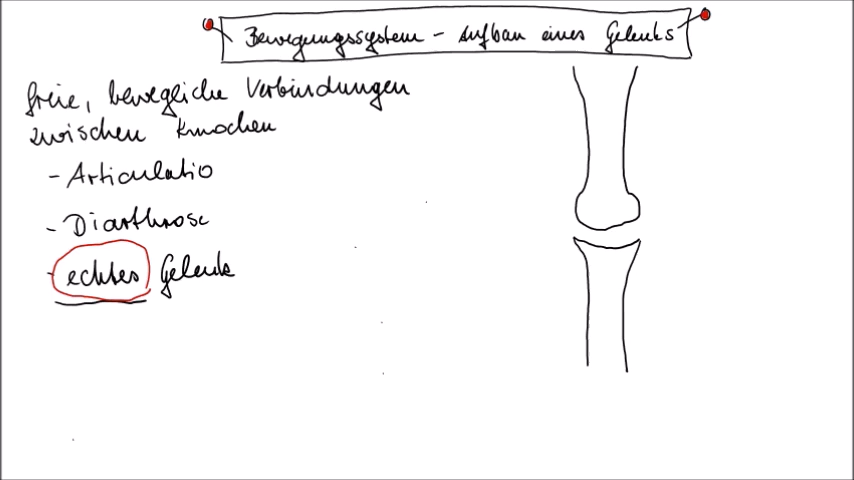 Bewegungssystem - Aufbau eines Gelenks
freie, bewegliche Verbindungen
zwischen Knochen
- Articulatio
- Diarthrose
- echtes Gelenk